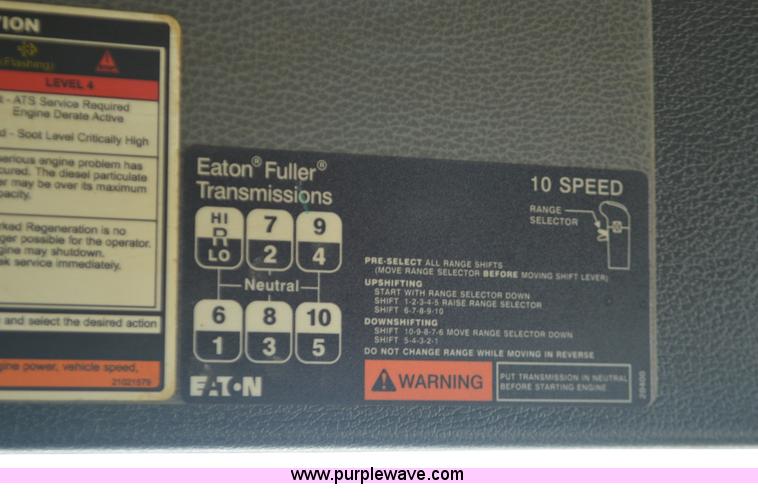 TION
(Flashing)
LEVEL 4
- ATS Service Required
Engine Derate Active
- Soot Level Critically High
serious engine problem has
cured. The diesel particulate
er may be over its maximum
pacity.
rked Regeneration is no
ger possible for the operator.
gine may shutdown.
ek service immediately.
and select the desired action
gine power, vehicle speed,
21021579
Eaton® Fuller®
Transmissions
HI 7 9
R
LO 2 4
Neutral
6 8 10
1 3 5
EATON
10 SPEED
RANGE
SELECTOR
PRE-SELECT ALL RANGE SHIFTS
(MOVE RANGE SELECTOR BEFORE MOVING SHIFT LEVER)
UPSHIFTING
START WITH RANGE SELECTOR DOWN
SHIFT 1-2-3-4-5 RAISE RANGE SELECTOR
SHIFT 6-7-8-9-10
DOWNSHIFTING
SHIFT 10-9-8-7-6 MOVE RANGE SELECTOR DOWN
SHIFT 5-4-3-2-1
DO NOT CHANGE RANGE WHILE MOVING IN REVERSE
WARNING
PUT TRANSMISSION IN NEUTRAL
BEFORE STARTING ENGINE
www.purplewave.com